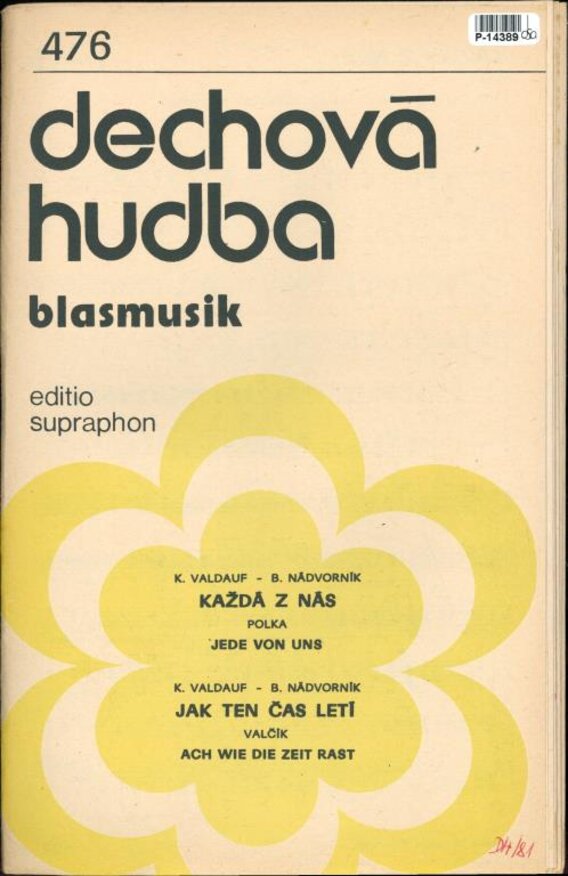 476
P-14389 080
dechová
hudba
blasmusik
editio
supraphon
K. VALDAUF - B. NÁDVORNÍK
KAŽDÁ Z NÁS
POLKA
JEDE VON UNS
K. VALDAUF - B. NÁDVORNÍK
JAK TEN ČAS LETÍ
VALČÍK
ACH WIE DIE ZEIT RAST